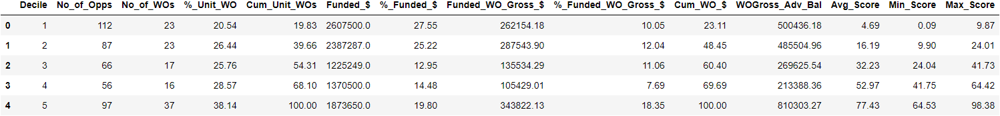 Decile No_of_Opps No_of_WOs %_Unit_WO Cum_Unit_WOs Funded_$ %_Funded_$ Funded_WO_Gross_$ %_Funded_WO_Gross_$ Cum_WO_$ WOGross_Adv_Bal Avg_Score Min_Score Max_Score
0 1 112 23 20.54 19.83 2607500.0 27.55 262154.18 10.05 23.11 500436.18 4.69 0.09 9.87
1 2 87 23 26.44 39.66 2387287.0 25.22 287543.90 12.04 48.45 485504.96 16.19 9.90 24.01
2 3 66 17 25.76 54.31 1225249.0 12.95 135534.29 11.06 60.40 269625.54 32.23 24.04 41.73
3 4 56 16 28.57 68.10 1370500.0 14.48 105429.01 7.69 69.69 213388.36 52.97 41.75 64.42
4 5 97 37 38.14 100.00 1873650.0 19.80 343822.13 18.35 100.00 810303.27 77.43 64.53 98.38